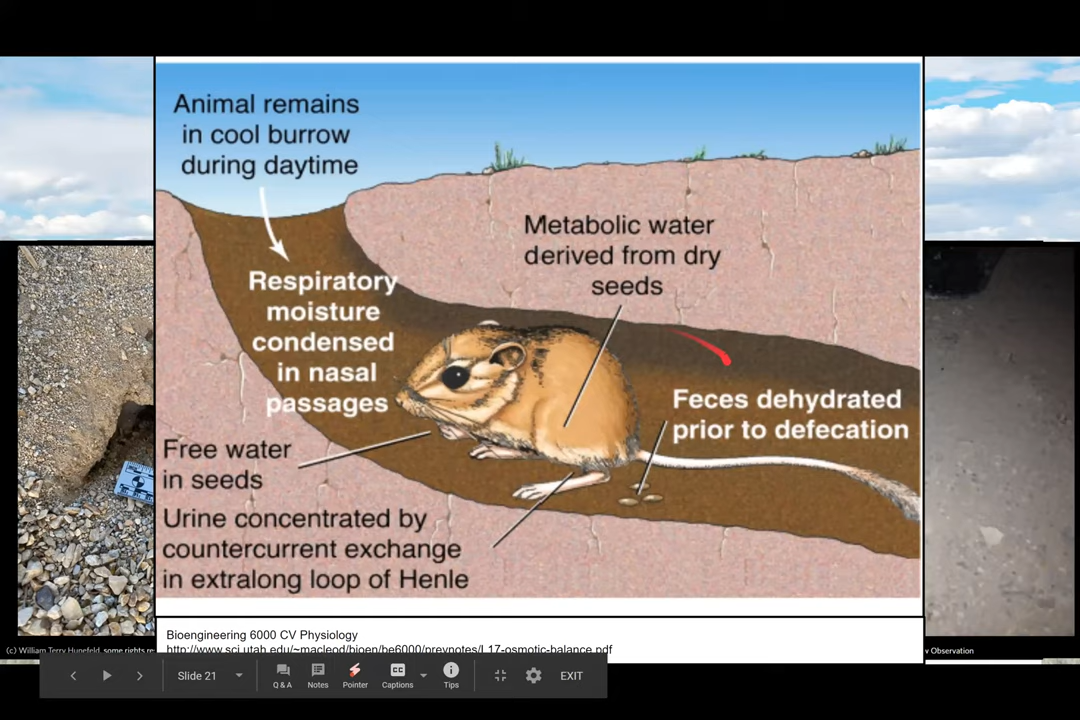 Animal remains
in cool burrow
during daytime
Metabolic water
derived from dry
seeds
Respiratory
moisture
condensed
in nasal
passages
Feces dehydrated
prior to defecation
Free water
in seeds
Urine concentrated by
countercurrent exchange
in extralong loop of Henle
Bioengineering 6000 CV Physiology
http://www.sci.utah.edu/~macleod/bioen/be6000/prevnotes/L17-osmotic-balance.pdf
(c) William Terry Hunefeld, some rights re
v Observation
Slide 21
Q & A
Notes
Pointer
CC
Captions
Tips
EXIT